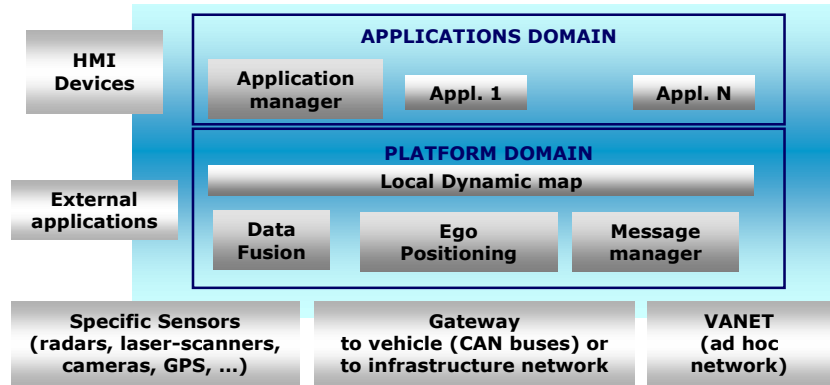 APPLICATIONS DOMAIN
HMI
Devices
Application
manager
Appl. 1
Appl. N
PLATFORM DOMAIN
Local Dynamic map
External
applications
Data
Fusion
Ego
Positioning
Message
manager
Specific Sensors
(radars, laser-scanners,
cameras, GPS, ...)
Gateway
to vehicle (CAN buses) or
to infrastructure network
VANET
(ad hoc
network)